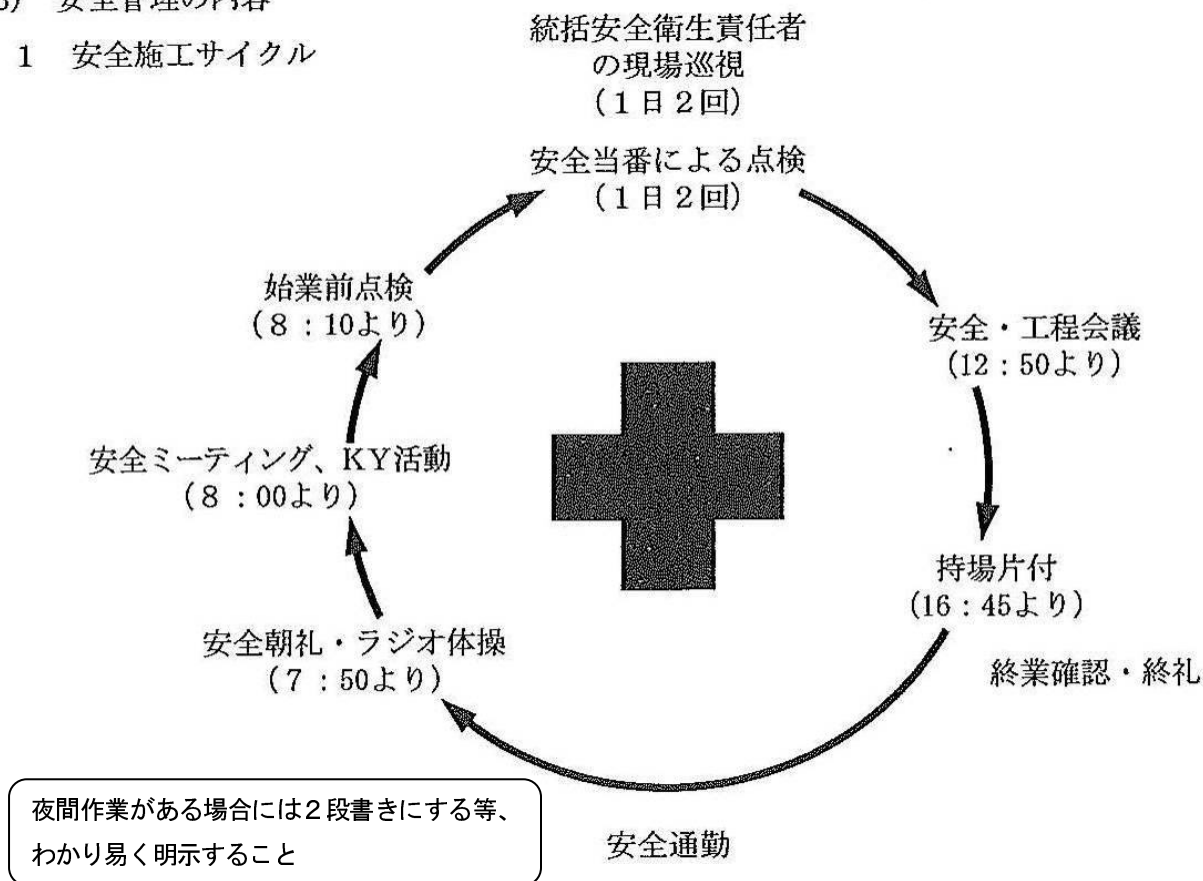 安全管理の内容
1 安全施工サイクル
統括安全衛生責任者
の現場巡視
(1日2回)
安全当番による点検
(1日2回)
安全・工程会議
(12:50より)
持場片付
(16:45より)
終業確認・終礼
安全通勤
安全朝礼・ラジオ体操
(7:50より)
安全ミーティング、KY活動
(8:00より)
始業前点検
(8:10より)
夜間作業がある場合には2段書きにする等、
わかり易く明示すること